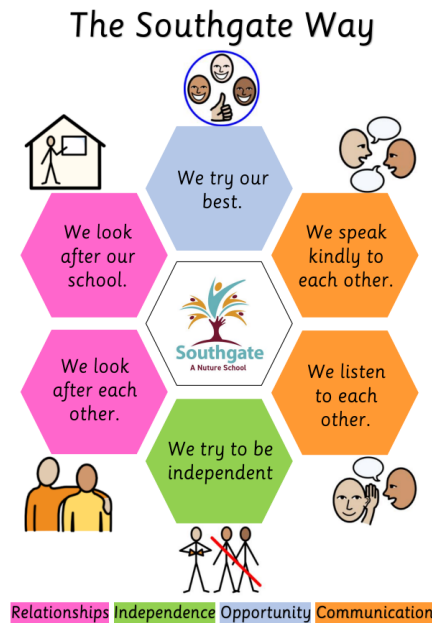 The Southgate Way
We try our
best.
We look
after our
school.
We speak
kindly to
each other.
Southgate
A Nuture School
We look
after each
other.
We listen
to each
other.
We try to be
independent
Relationships Independence Opportunity Communication